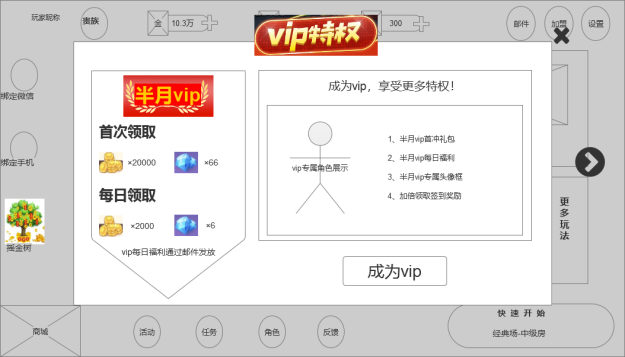 玩家昵称
贵族
金
10.3万
300
邮件
加盟
设置
vip特权
绑定微信
绑定手机
摇金树
半月vip
首次领取
×20000
×66
每日领取
×2000
×6
vip每日福利通过邮件发放
成为vip，享受更多特权！
vip专属角色展示
1、半月vip首冲礼包
2、半月vip每日福利
3、半月vip专属头像框
4、加倍领取签到奖励
成为vip
更多玩法
商城
活动
任务
角色
反馈
快速开始
经典场-中级房